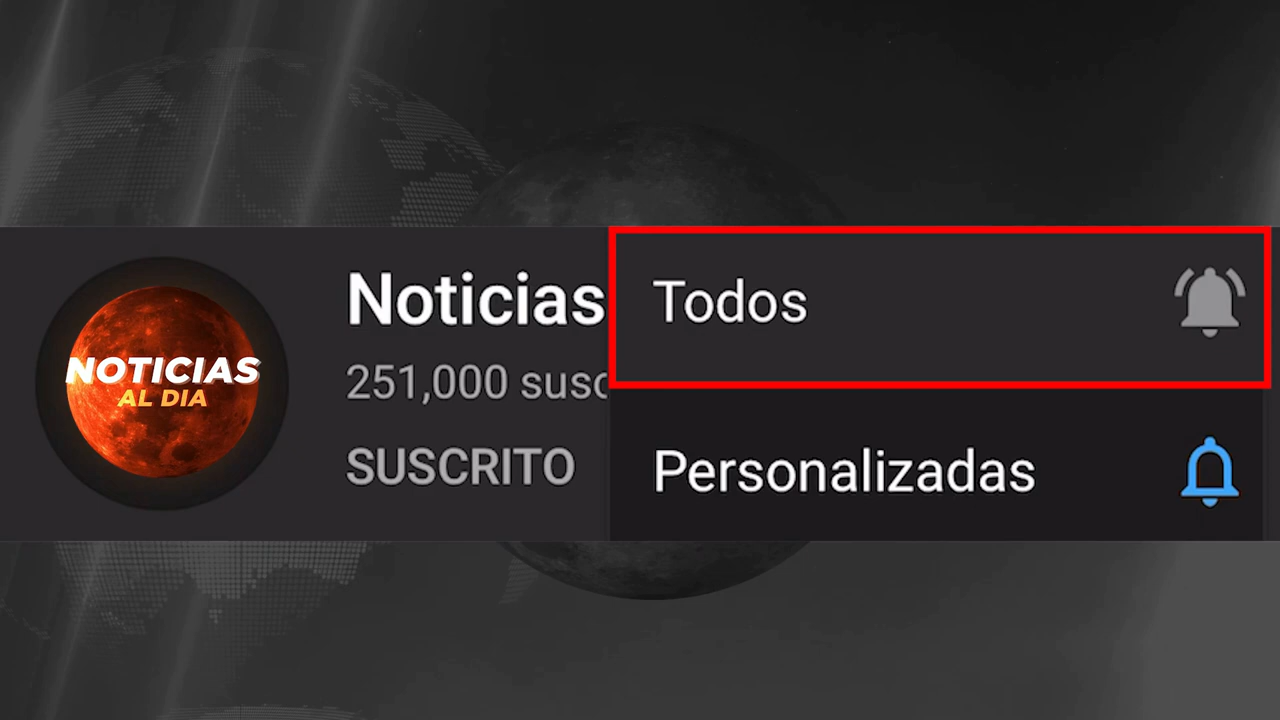 NOTICIAS
AL DIA
Noticias
251,000 susc
SUSCRITO
Todos
Personalizadas